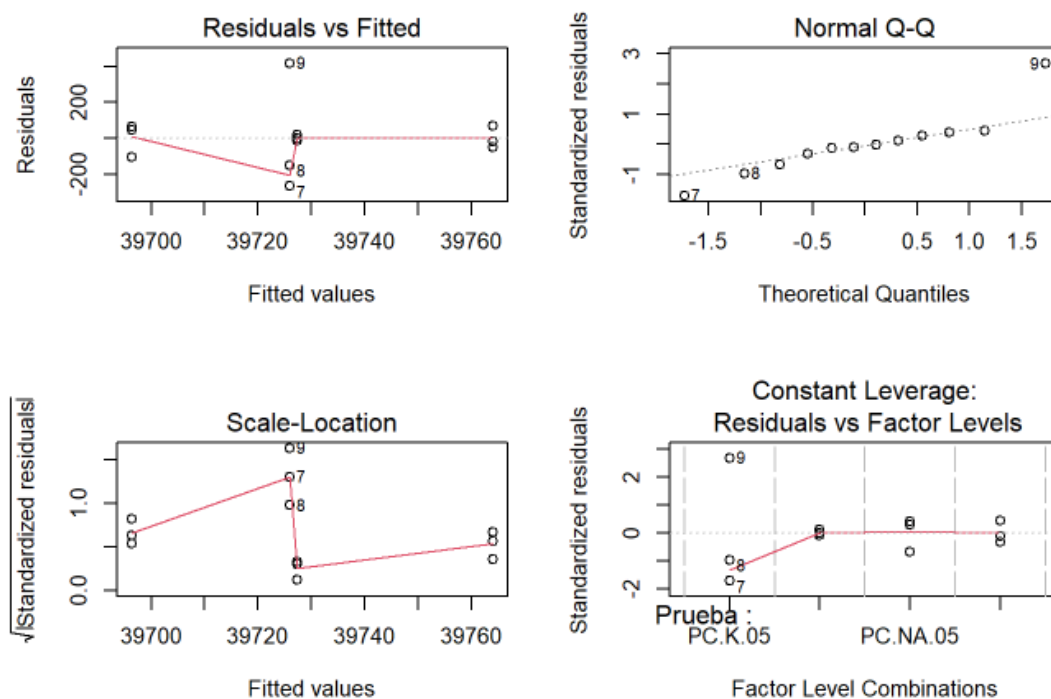 Residuals vs Fitted
Residuals
200
-200
9
8
7
39700 39720 39740 39760
Fitted values
Normal Q-Q
Standardized residuals
3
1
-1
9
8
7
-1.5 -0.5 0.5 1.0 1.5
Theoretical Quantiles
Scale-Location
√|Standardized residuals|
1.0
0.0
9
7
8
39700 39720 39740 39760
Fitted values
Constant Leverage:
Residuals vs Factor Levels
Standardized residuals
2
0
-2
9
8
7
Prueba :
PC.K.05 PC.NA.05
Factor Level Combinations